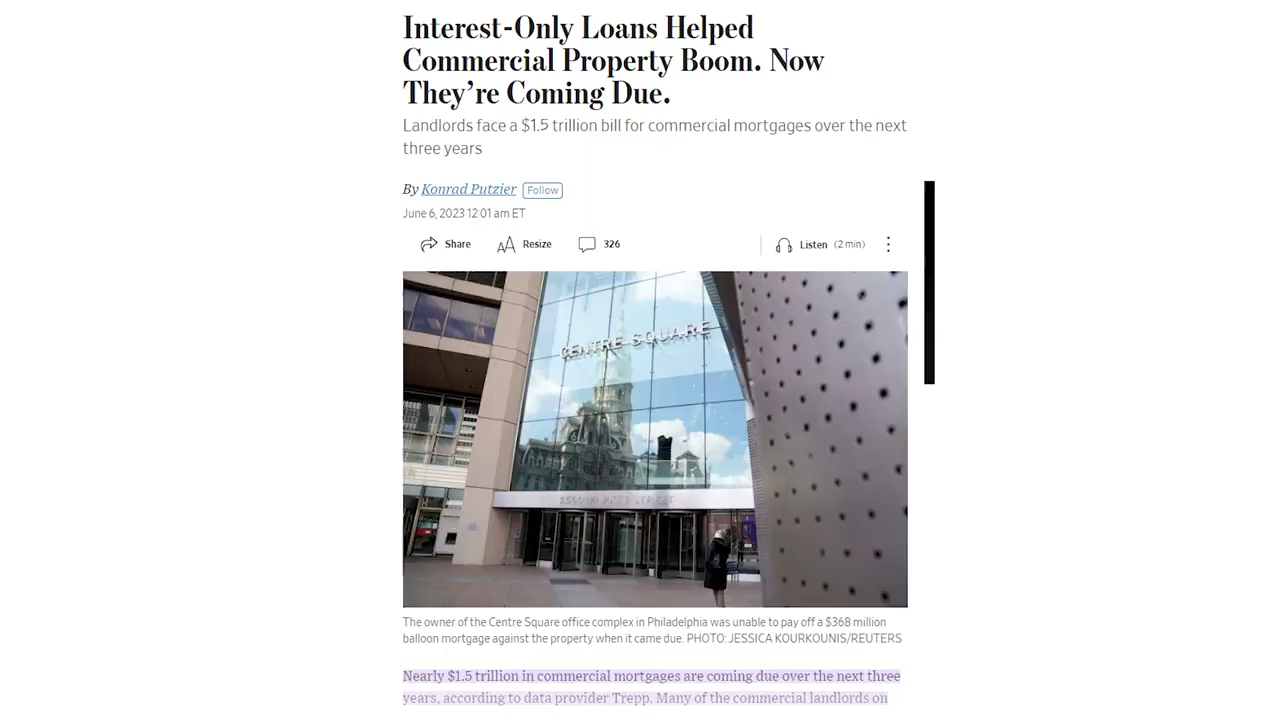 Interest-Only Loans Helped
Commercial Property Boom. Now
They’re Coming Due.
Landlords face a $1.5 trillion bill for commercial mortgages over the next
three years
By Konrad Putzier Follow
June 6, 2023 12:01 am ET
Share Resize 326 Listen (2 min)
CENTRE SQUARE
The owner of the Centre Square office complex in Philadelphia was unable to pay off a $368 million
balloon mortgage against the property when it came due. PHOTO: JESSICA KOURKOUNIS/REUTERS
Nearly $1.5 trillion in commercial mortgages are coming due over the next three
years, according to data provider Trepp. Many of the commercial landlords on